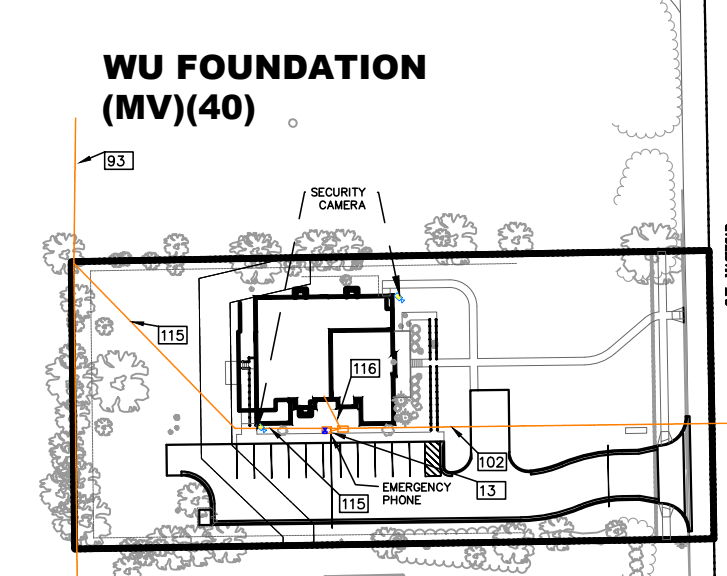 WU FOUNDATION
(MV)(40)
93
SECURITY
CAMERA
115
116
102
13
115
EMERGENCY
PHONE